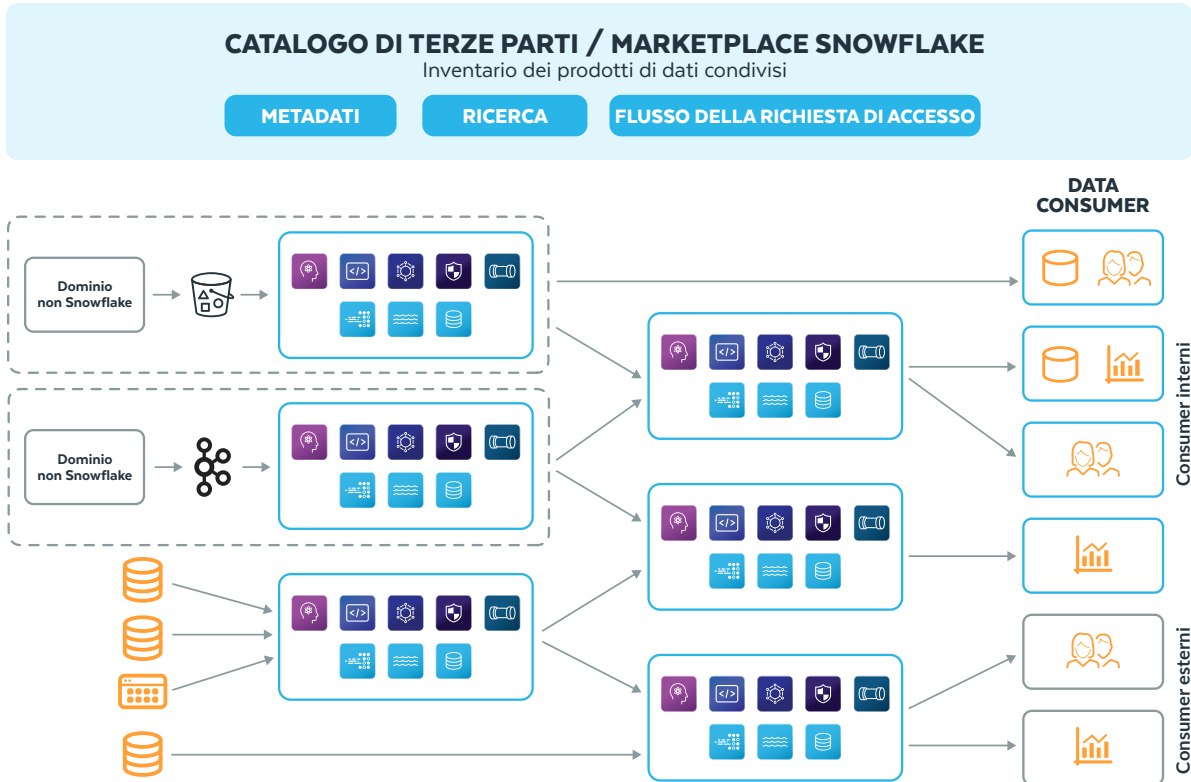 CATALOGO DI TERZE PARTI / MARKETPLACE SNOWFLAKE
Inventario dei prodotti di dati condivisi
METADATI
RICERCA
FLUSSO DELLA RICHIESTA DI ACCESSO
DATA
CONSUMER
Dominio
non Snowflake
Dominio
non Snowflake
Consumer interni
Consumer esterni